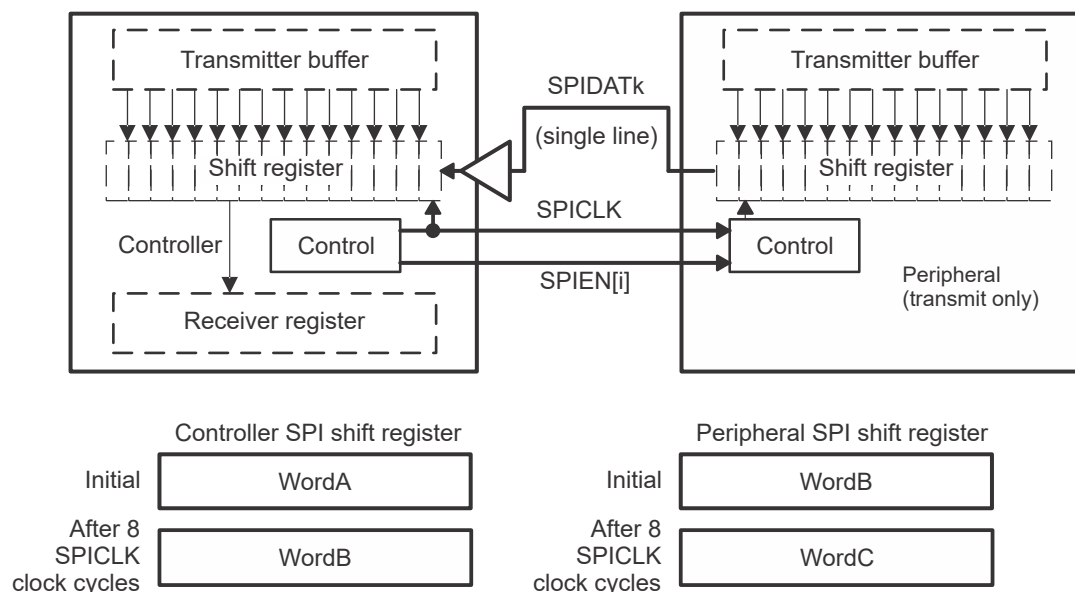 Transmitter buffer
Transmitter buffer
SPIDATk
(single line)
Shift register
Shift register
SPICLK
Controller
Control
Control
SPIEN[i]
Peripheral
(transmit only)
Receiver register
Controller SPI shift register
Peripheral SPI shift register
Initial
WordA
Initial
WordB
After 8
SPICLK
clock cycles
WordB
After 8
SPICLK
clock cycles
WordC